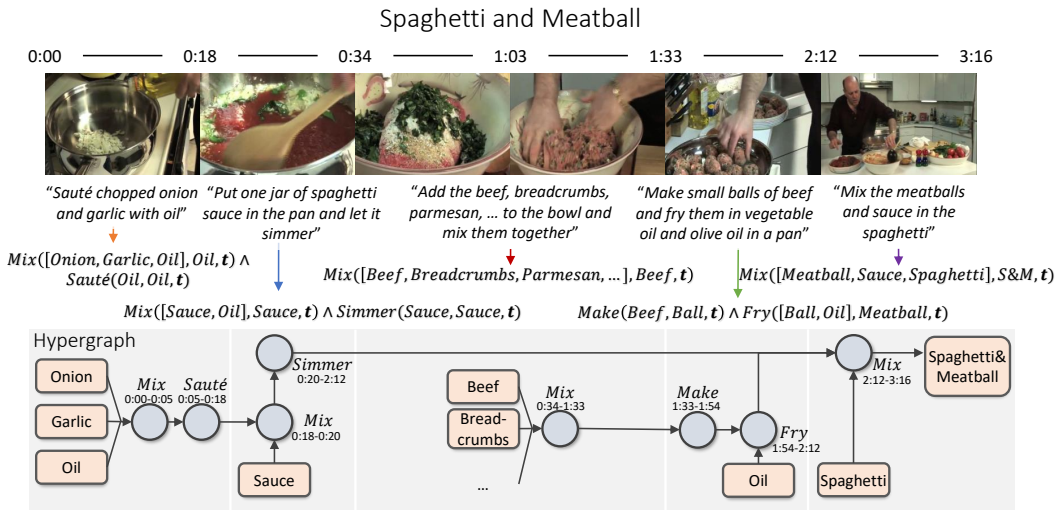 Spaghetti and Meatball
0:00 0:18 0:34 1:03 1:33 2:12 3:16
“Sauté chopped onion
and garlic with oil”
“Put one jar of spaghetti
sauce in the pan and let it
simmer”
“Add the beef, breadcrumbs,
parmesan, … to the bowl and
mix them together”
“Make small balls of beef
and fry them in vegetable
oil and olive oil in a pan”
“Mix the meatballs
and sauce in the
spaghetti”
Mix([Onion, Garlic, Oil], Oil, t) ∧
Sauté(Oil, Oil, t)
Mix([Beef, Breadcrumbs, Parmesan, …], Beef, t)
Mix([Meatball, Sauce, Spaghetti], S&M, t)
Mix([Sauce, Oil], Sauce, t) ∧ Simmer(Sauce, Sauce, t)
Make(Beef, Ball, t) ∧ Fry([Ball, Oil], Meatball, t)
Hypergraph
Onion
Garlic
Oil
Mix
0:00-0:05
Sauté
0:05-0:18
Simmer
0:20-2:12
Mix
0:18-0:20
Sauce
Beef
Bread-
crumbs
…
Mix
0:34-1:33
Make
1:33-1:54
Fry
1:54-2:12
Oil
Mix
2:12-3:16
Spaghetti
Spaghetti&
Meatball